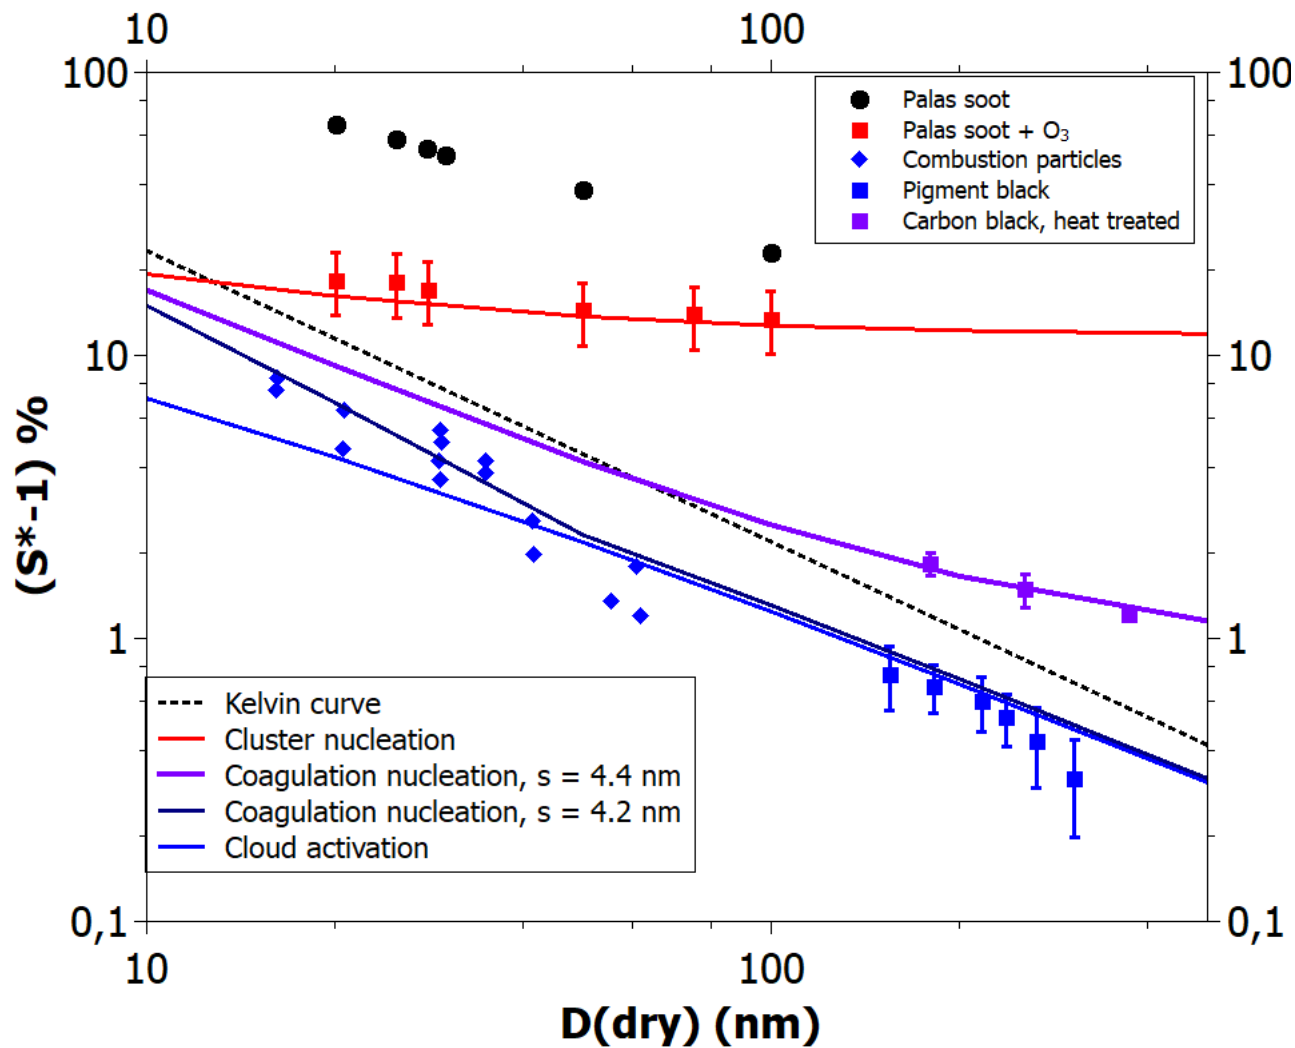 10 100
100 100
Palas soot
Palas soot + O₃
Combustion particles
Pigment black
Carbon black, heat treated
10 10
(S*-1) %
1 1
Kelvin curve
Cluster nucleation
Coagulation nucleation, s = 4.4 nm
Coagulation nucleation, s = 4.2 nm
Cloud activation
0,1 0,1
10 100
D(dry) (nm)